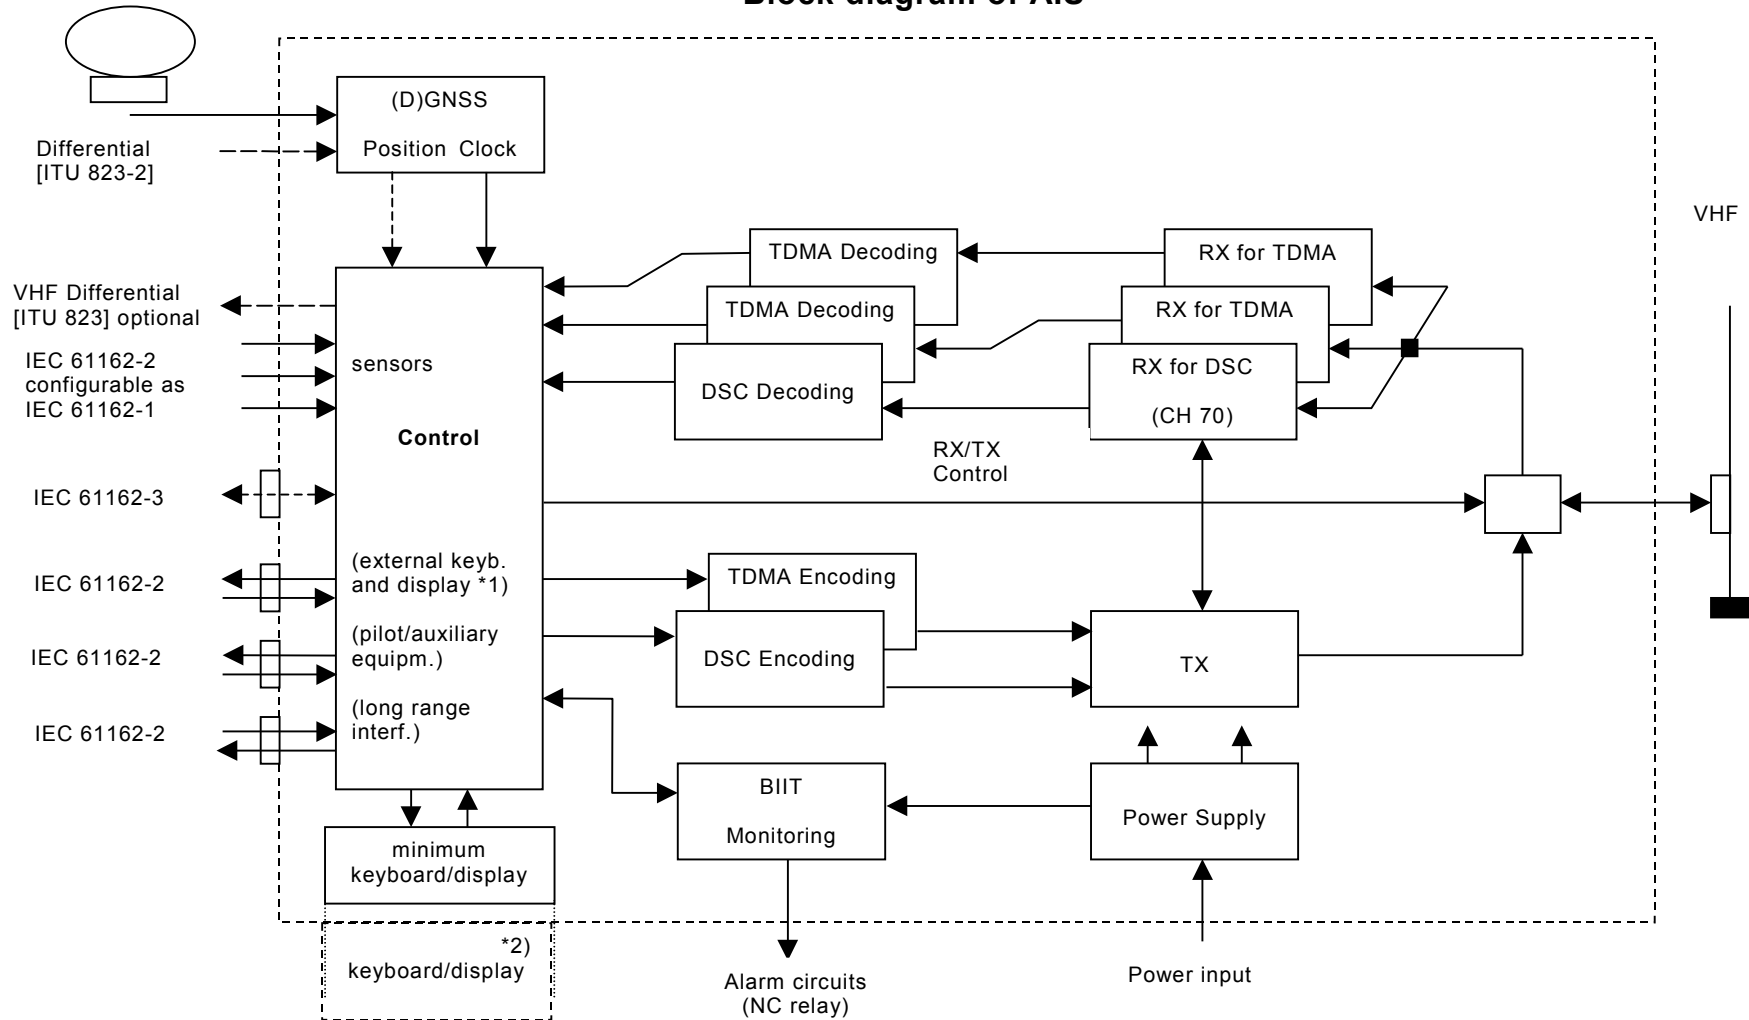 Block diagram of AIS
(D)GNSS
Position Clock
Differential
[ITU 823-2]
VHF
TDMA Decoding
RX for TDMA
VHF Differential
[ITU 823] optional
TDMA Decoding
RX for TDMA
IEC 61162-2
configurable as
IEC 61162-1
sensors
DSC Decoding
RX for DSC
(CH 70)
Control
RX/TX
Control
IEC 61162-3
IEC 61162-2
(external keyb.
and display *1)
TDMA Encoding
IEC 61162-2
(pilot/auxiliary
equipm.)
DSC Encoding
TX
IEC 61162-2
(long range
interf.)
BIIT
Monitoring
Power Supply
minimum
keyboard/display
*2)
keyboard/display
Alarm circuits
(NC relay)
Power input